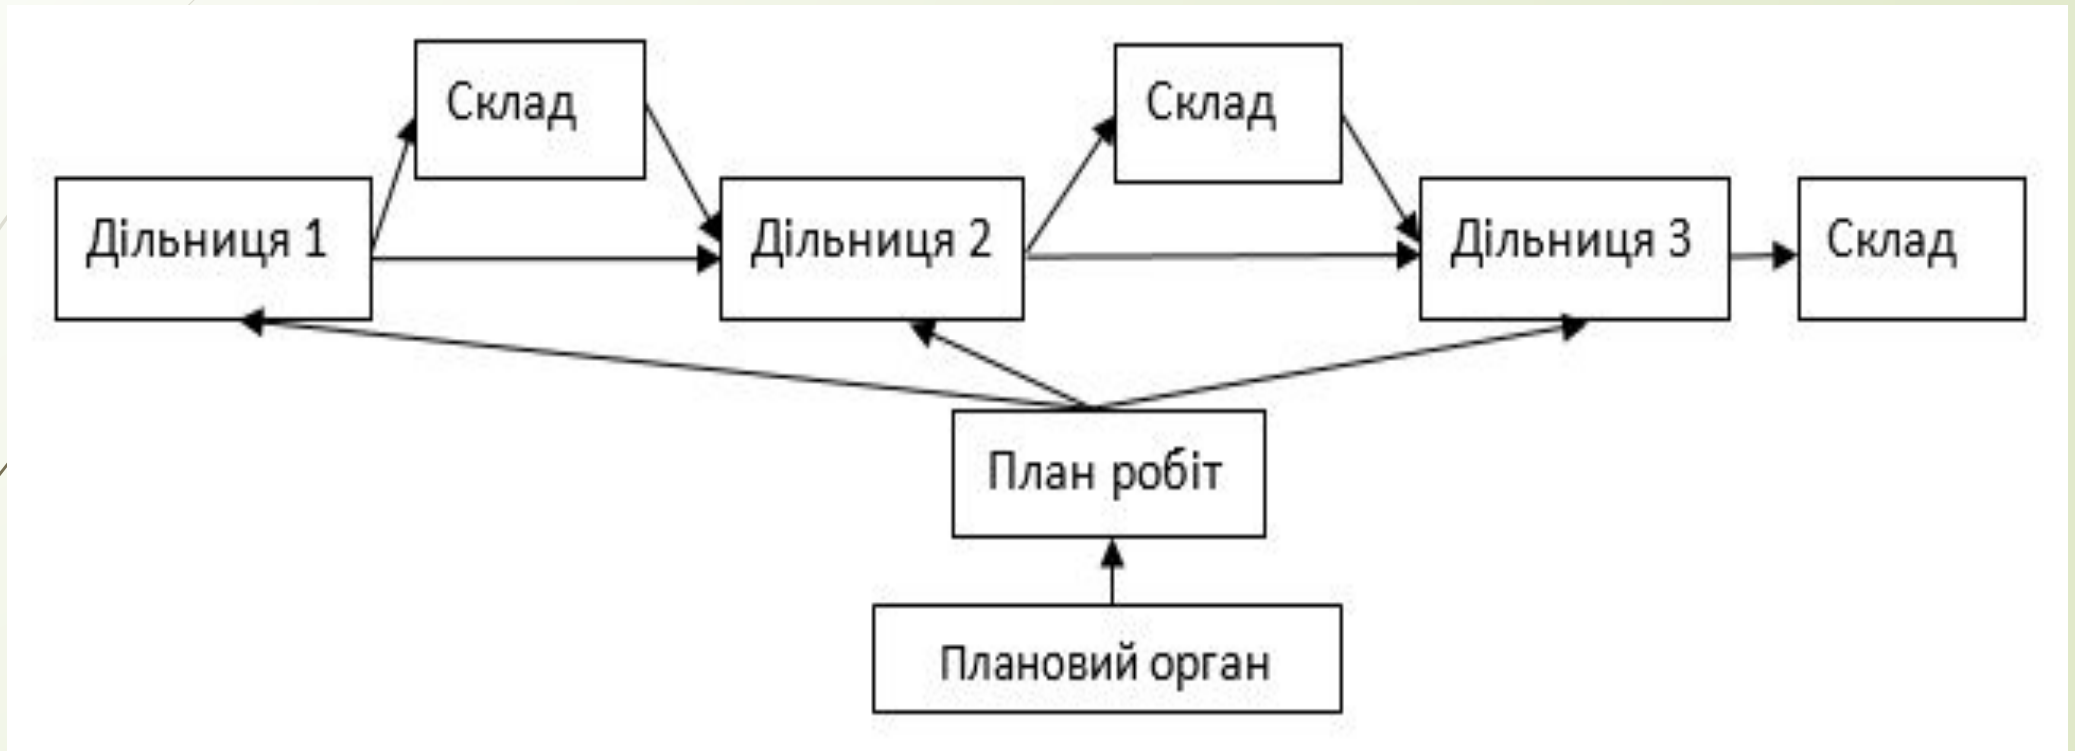 Склад
Склад
Дільниця 1
Дільниця 2
Дільниця 3
Склад
План робіт
Плановий орган